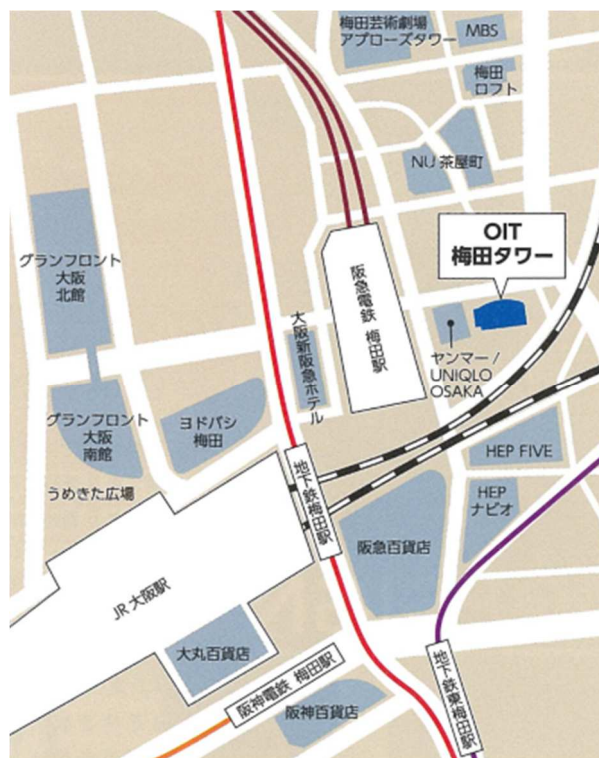 梅田芸術劇場
アプローズタワー
MBS
梅田
ロフト
NU 茶屋町
OIT
梅田タワー
グランフロント
大阪
北館
阪急電鉄 梅田駅
大阪新阪急ホテル
ヤンマー/
UNIQLO
OSAKA
グランフロント
大阪
南館
ヨドバシ
梅田
うめきた広場
地下鉄梅田駅
HEP FIVE
HEP
ナビオ
阪急百貨店
JR 大阪駅
大丸百貨店
阪神電鉄 梅田駅
阪神百貨店
地下鉄東梅田駅